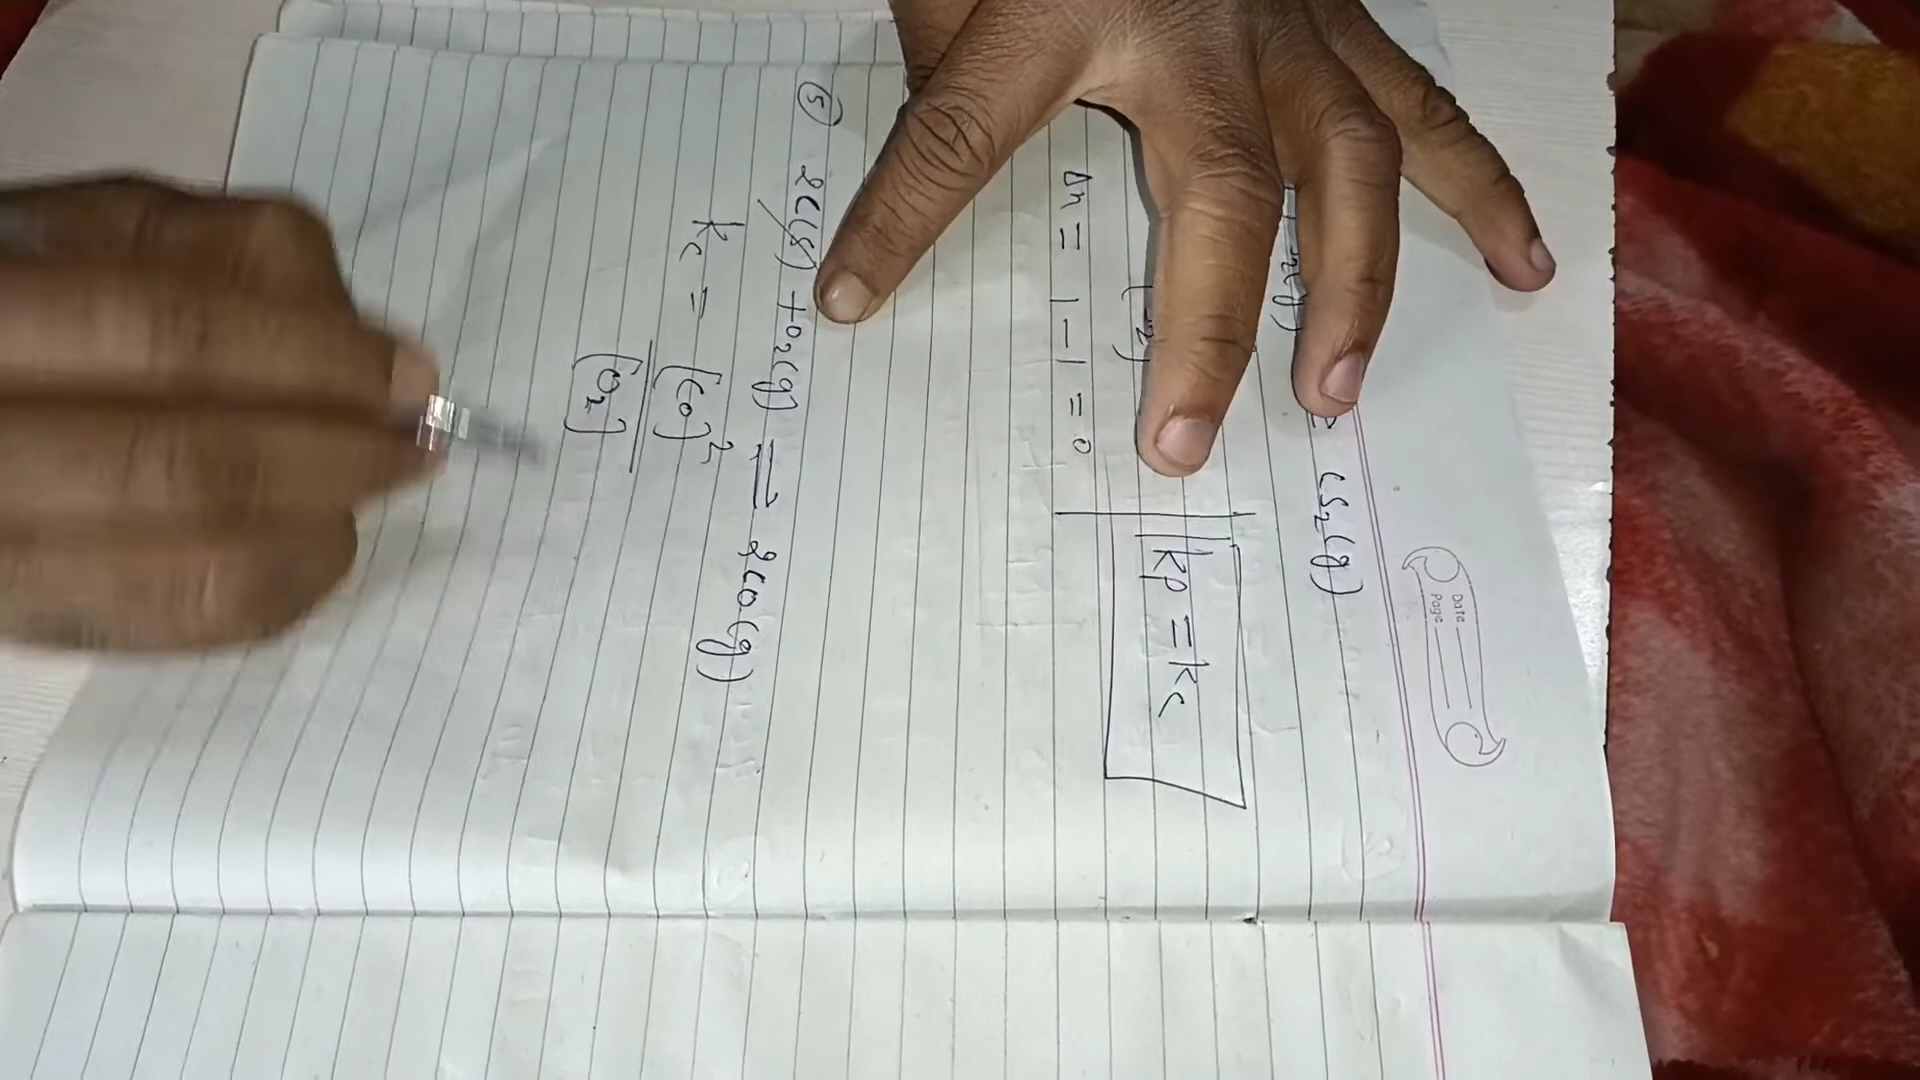 Date
Page
CS₂(g)
Kp = Kc
Δn = 1 - 1 = 0
⑤ 2C(s) + O₂(g) ⇌ 2CO(g)
Kc = [CO]²
[O₂]